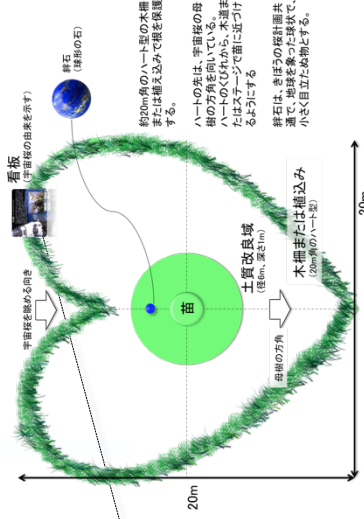 看板
(宇宙桜の由来を示す)
絆石
(球形の石)
宇宙桜を眺める向き
約20m角のハート型の木柵
または植え込みで根を保護
する。
ハートの先は、宇宙桜の母
樹の方角を向いている。
ハートのくびれから、木道ま
たはステージで苗に近づけ
るようにする
絆石は、きぼうの桜計画共
通で、地球を象った球状で、
小さく目立たぬ物とする。
苗
土質改良域
(径6m、深さ1m)
母樹の方角
木柵または植込み
(20m角のハート型)
20m
20m